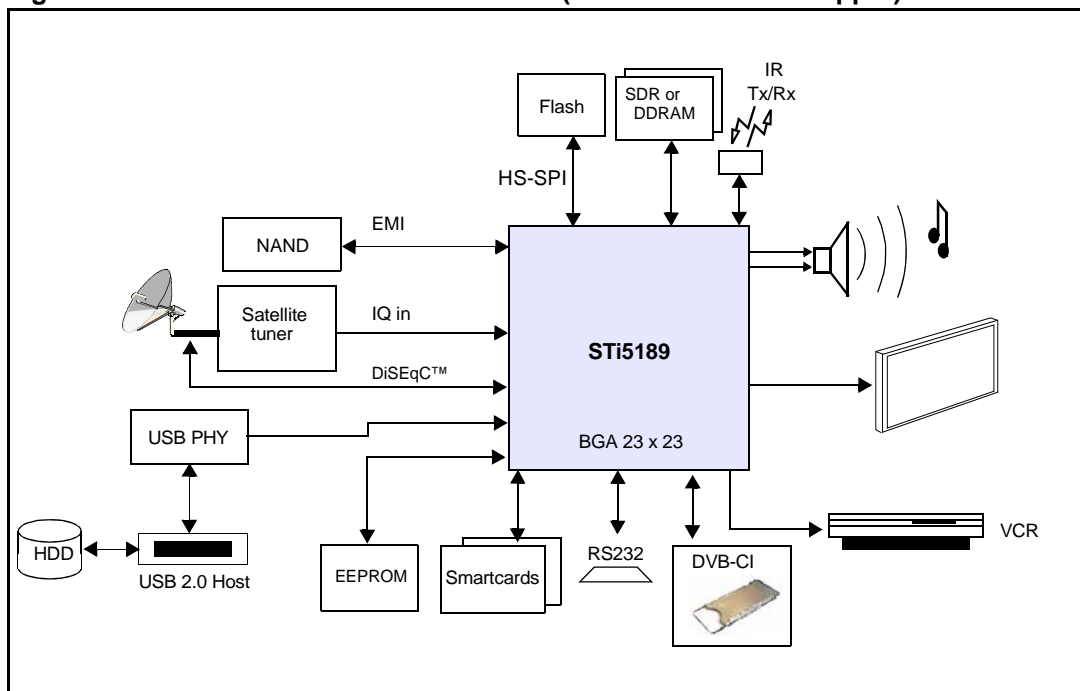 IR
Tx/Rx
Flash
SDR or
DDRAM
HS-SPI
EMI
NAND
Satellite
tuner
IQ in
STi5189
DiSEqC™
USB PHY
BGA 23 x 23
HDD
USB 2.0 Host
EEPROM
Smartcards
RS232
DVB-CI
VCR